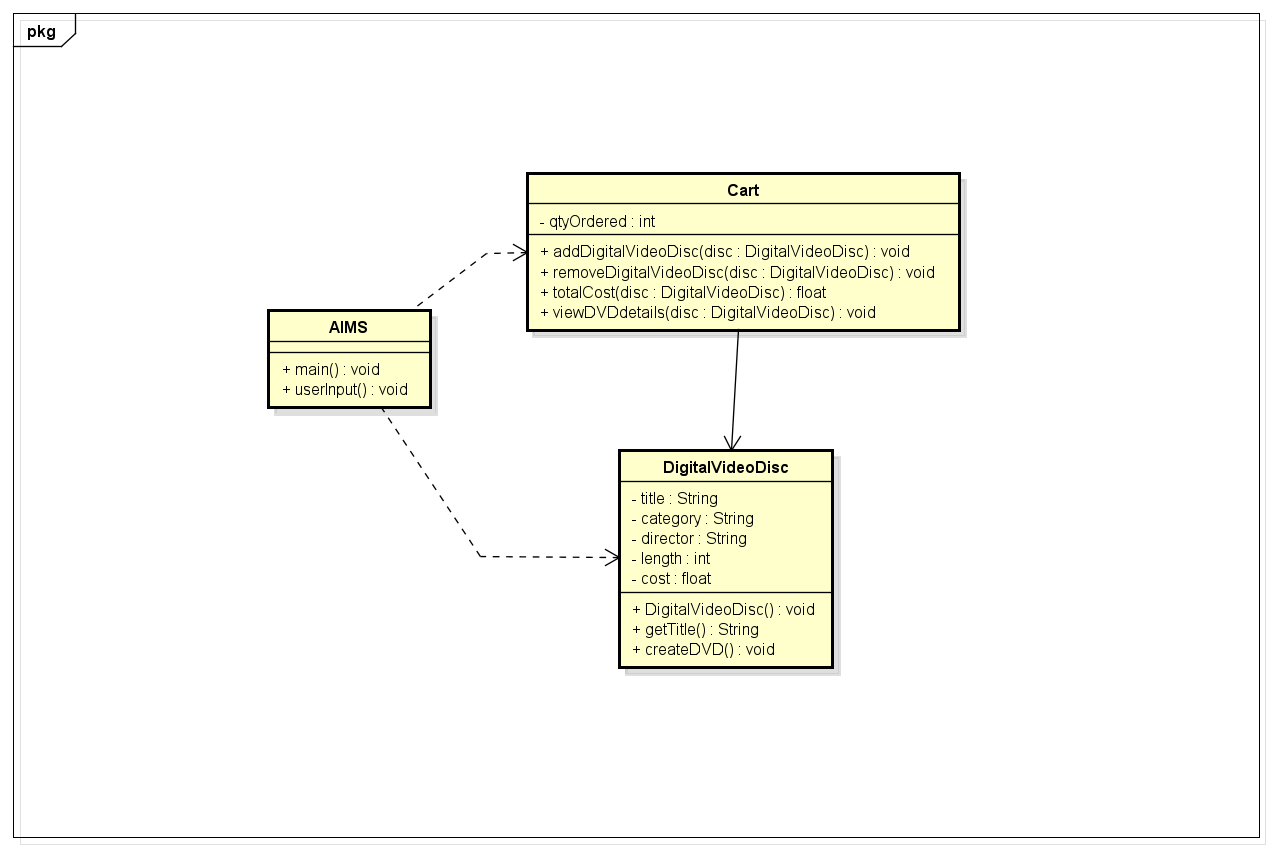 pkg
Cart
- qtyOrdered : int
+ addDigitalVideoDisc(disc : DigitalVideoDisc) : void
+ removeDigitalVideoDisc(disc : DigitalVideoDisc) : void
+ totalCost(disc : DigitalVideoDisc) : float
+ viewDVDdetails(disc : DigitalVideoDisc) : void
AIMS
+ main() : void
+ userInput() : void
DigitalVideoDisc
- title : String
- category : String
- director : String
- length : int
- cost : float
+ DigitalVideoDisc() : void
+ getTitle() : String
+ createDVD() : void